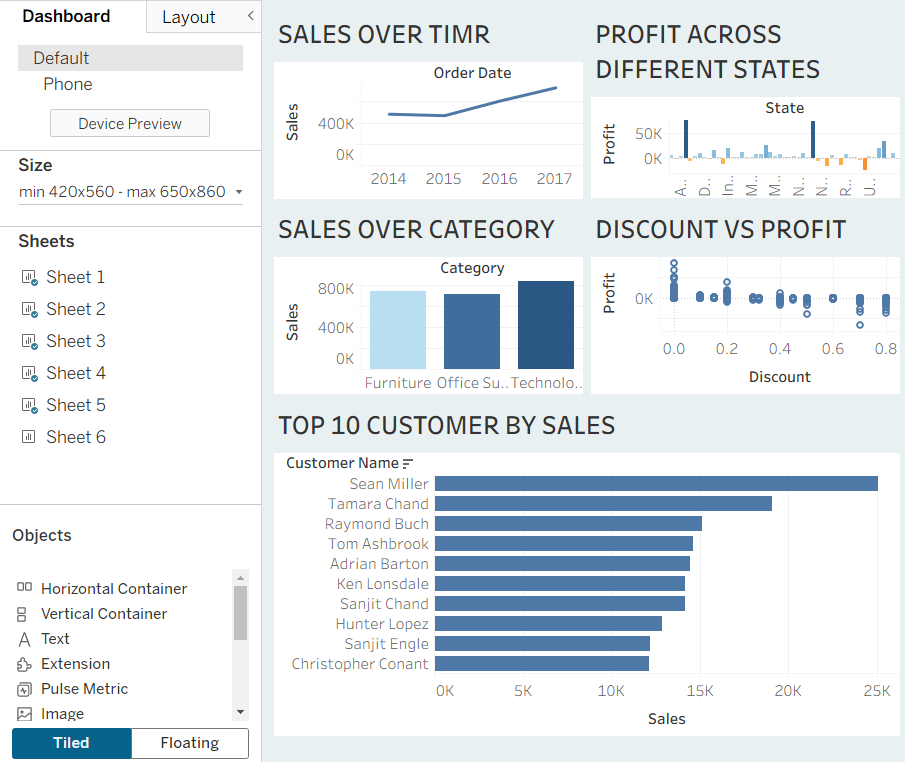 Dashboard
Layout
<
Default
Phone
Device Preview
Size
min 420x560 - max 650x860
Sheets
Sheet 1
Sheet 2
Sheet 3
Sheet 4
Sheet 5
Sheet 6
Objects
Horizontal Container
Vertical Container
Text
Extension
Pulse Metric
Image
Tiled
Floating
SALES OVER TIMR
Order Date
Sales
400K
0K
2014 2015 2016 2017
PROFIT ACROSS
DIFFERENT STATES
State
Profit
50K
0K
A.. D.. In.. M.. M.. N.. N.. R.. U..
SALES OVER CATEGORY
Category
Sales
800K
400K
0K
Furniture Office Su.. Technolo..
DISCOUNT VS PROFIT
Profit
0K
0.0 0.2 0.4 0.6 0.8
Discount
TOP 10 CUSTOMER BY SALES
Customer Name
Sean Miller
Tamara Chand
Raymond Buch
Tom Ashbrook
Adrian Barton
Ken Lonsdale
Sanjit Chand
Hunter Lopez
Sanjit Engle
Christopher Conant
0K 5K 10K 15K 20K 25K
Sales